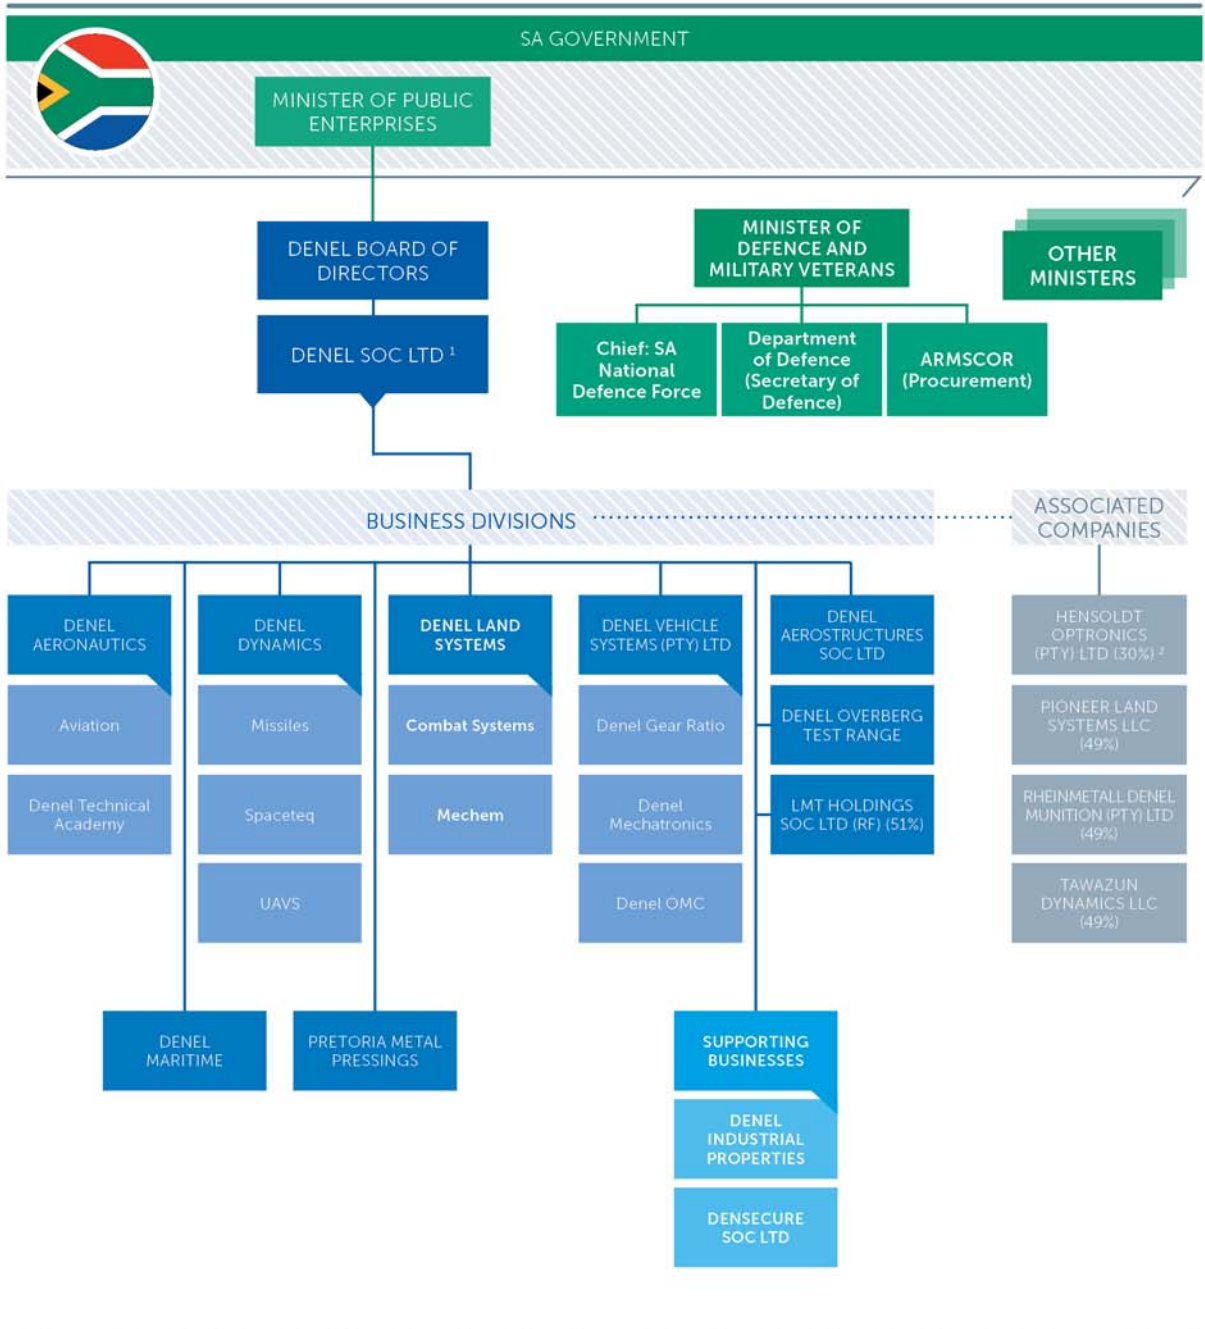 SA GOVERNMENT
MINISTER OF PUBLIC
ENTERPRISES
DENEL BOARD OF
DIRECTORS
DENEL SOC LTD 1
MINISTER OF
DEFENCE AND
MILITARY VETERANS
OTHER
MINISTERS
Chief: SA
National
Defence Force
Department
of Defence
(Secretary of
Defence)
ARMSCOR
(Procurement)
BUSINESS DIVISIONS
ASSOCIATED
COMPANIES
DENEL
AERONAUTICS
Aviation
Denel Technical
Academy
DENEL
DYNAMICS
Missiles
Spaceteq
UAVS
DENEL LAND
SYSTEMS
Combat Systems
Mechem
DENEL VEHICLE
SYSTEMS (PTY) LTD
Denel Gear Ratio
Denel
Mechatronics
Denel OMC
DENEL
AEROSTRUCTURES
SOC LTD
DENEL OVERBERG
TEST RANGE
LMT HOLDINGS
SOC LTD (RF) (51%)
HENSOLDT
OPTRONICS
(PTY) LTD (30%) 2
PIONEER LAND
SYSTEMS LLC
(49%)
RHEINMETALL DENEL
MUNITION (PTY) LTD
(49%)
TAWAZUN
DYNAMICS LLC
(49%)
DENEL
MARITIME
PRETORIA METAL
PRESSINGS
SUPPORTING
BUSINESSES
DENEL
INDUSTRIAL
PROPERTIES
DENSECURE
SOC LTD